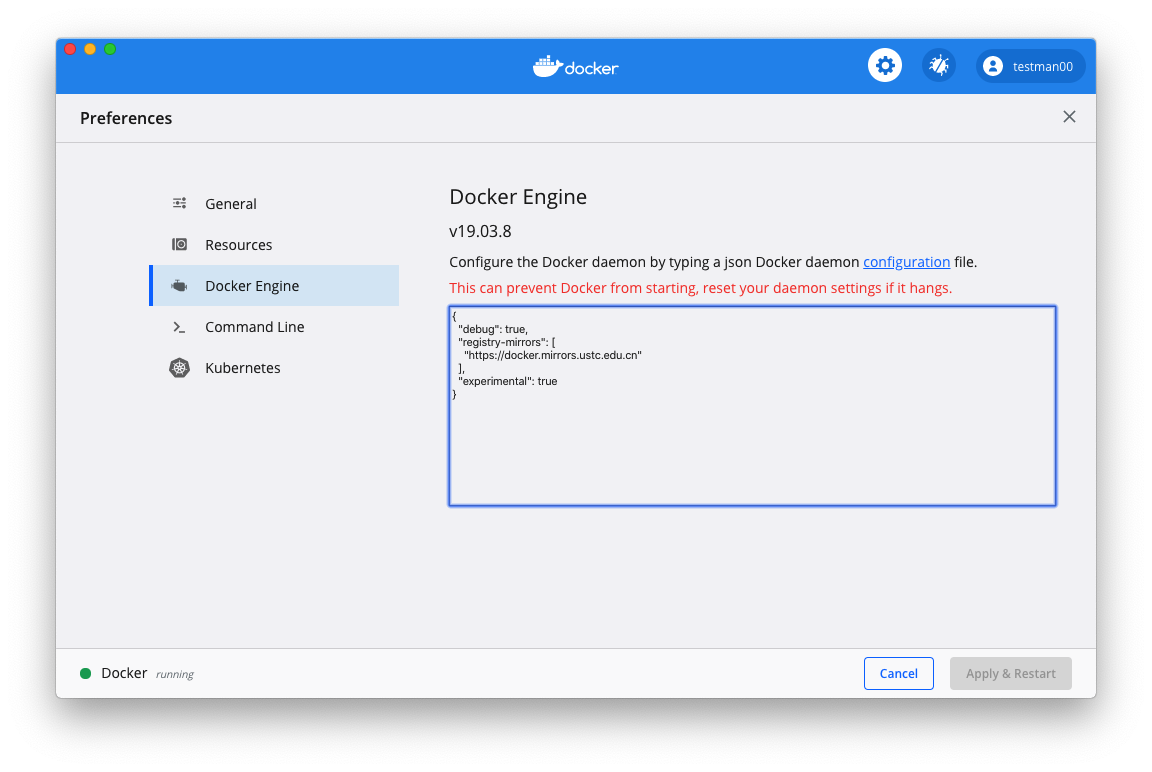 docker
testman00
Preferences
General
Resources
Docker Engine
Command Line
Kubernetes
Docker Engine
v19.03.8
Configure the Docker daemon by typing a json Docker daemon configuration file.
This can prevent Docker from starting, reset your daemon settings if it hangs.
{
"debug": true,
"registry-mirrors": [
"https://docker.mirrors.ustc.edu.cn"
],
"experimental": true
}
Docker running
Cancel
Apply & Restart